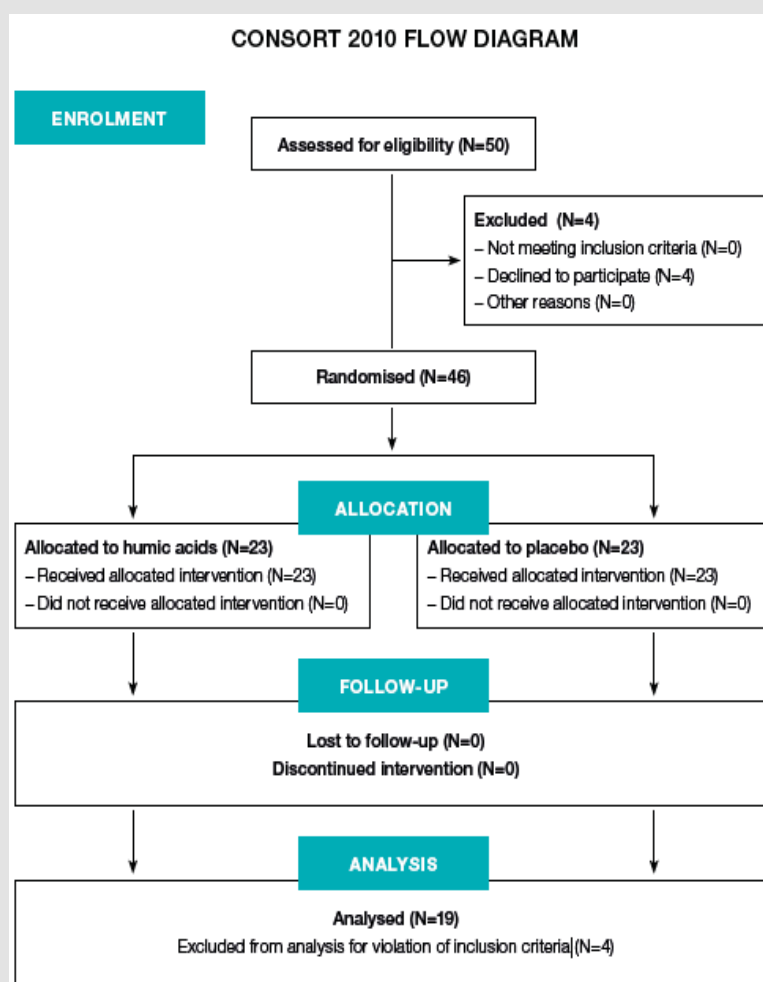 CONSORT 2010 FLOW DIAGRAM
ENROLMENT
Assessed for eligibility (N=50)
Excluded (N=4)
– Not meeting inclusion criteria (N=0)
– Declined to participate (N=4)
– Other reasons (N=0)
Randomised (N=46)
ALLOCATION
Allocated to humic acids (N=23)
– Received allocated intervention (N=23)
– Did not receive allocated intervention (N=0)
Allocated to placebo (N=23)
– Received allocated intervention (N=23)
– Did not receive allocated intervention (N=0)
FOLLOW-UP
Lost to follow-up (N=0)
Discontinued intervention (N=0)
ANALYSIS
Analysed (N=19)
Excluded from analysis for violation of inclusion criteria (N=4)